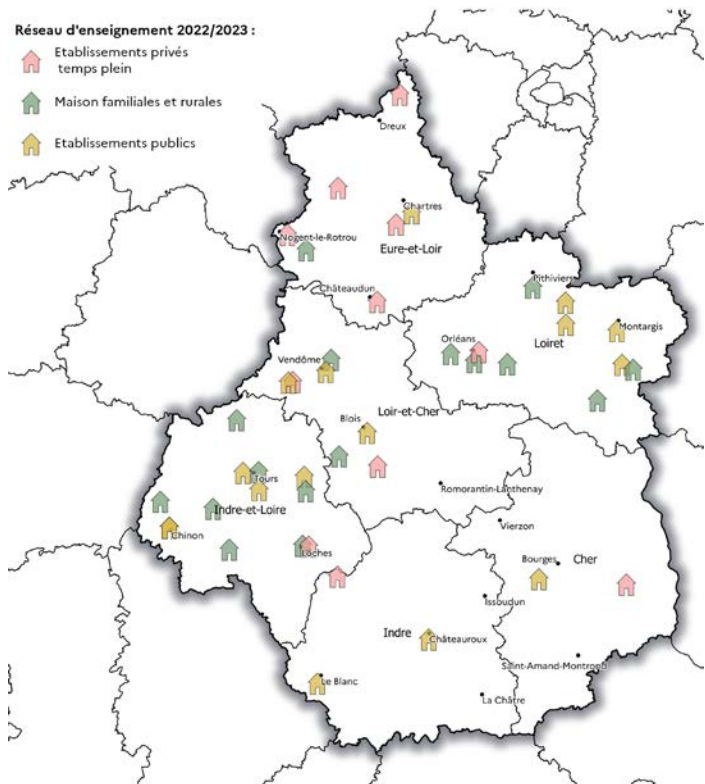 Réseau d'enseignement 2022/2023 :
Etablissements privés
temps plein
Maison familiales et rurales
Etablissements publics
Dreux
Chartres
Nogent-le-Rotrou
Eure-et-Loir
Châteaudun
Pithiviers
Montargis
Orléans
Loiret
Vendôme
Loir-et-Cher
Blois
Tours
Romorantin-Lanthenay
Indre-et-Loire
Vierzon
Chinon
Loches
Bourges
Cher
Issoudun
Indre
Châteauroux
Saint-Amand-Montrond
Le Blanc
La Châtre